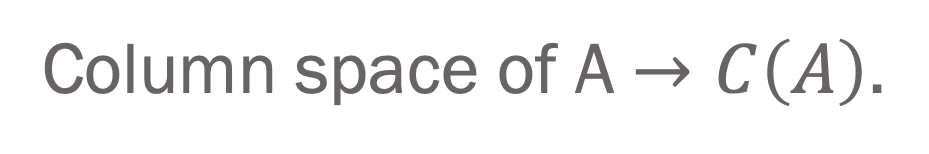 Column space of A → C(A).